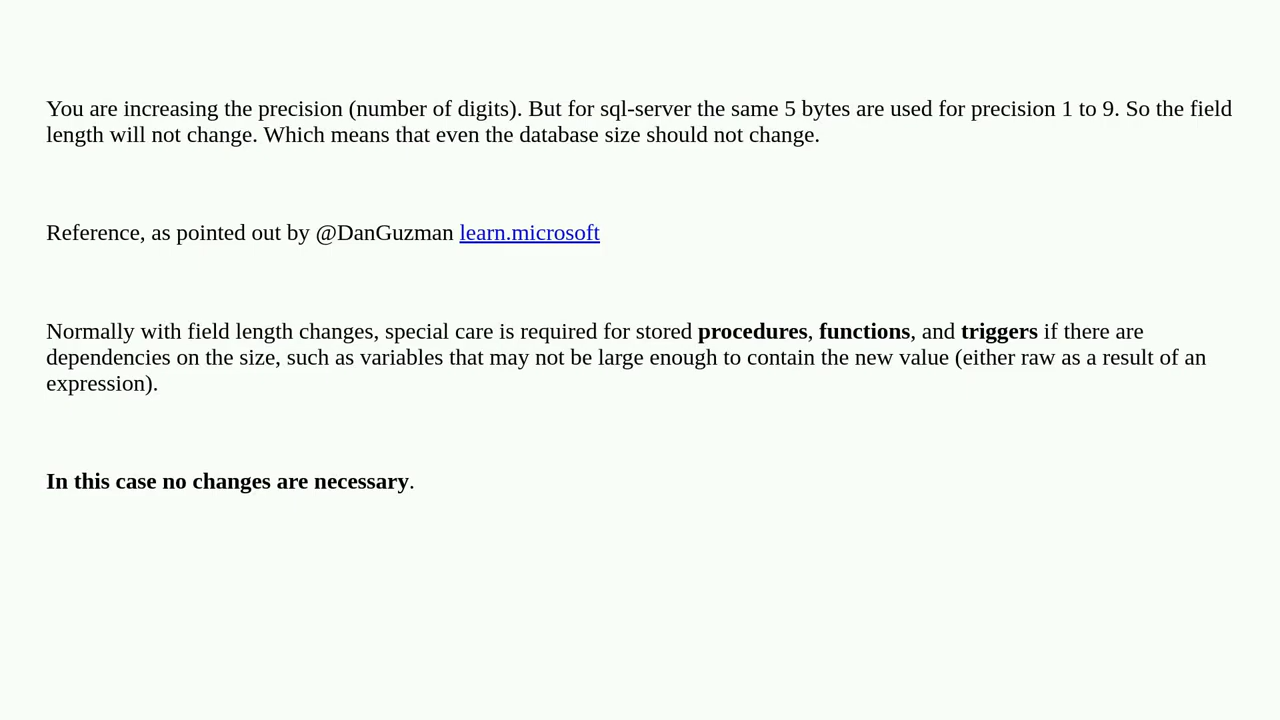 You are increasing the precision (number of digits). But for sql-server the same 5 bytes are used for precision 1 to 9. So the field
length will not change. Which means that even the database size should not change.
Reference, as pointed out by @DanGuzman learn.microsoft
Normally with field length changes, special care is required for stored procedures, functions, and triggers if there are
dependencies on the size, such as variables that may not be large enough to contain the new value (either raw as a result of an
expression).
In this case no changes are necessary.